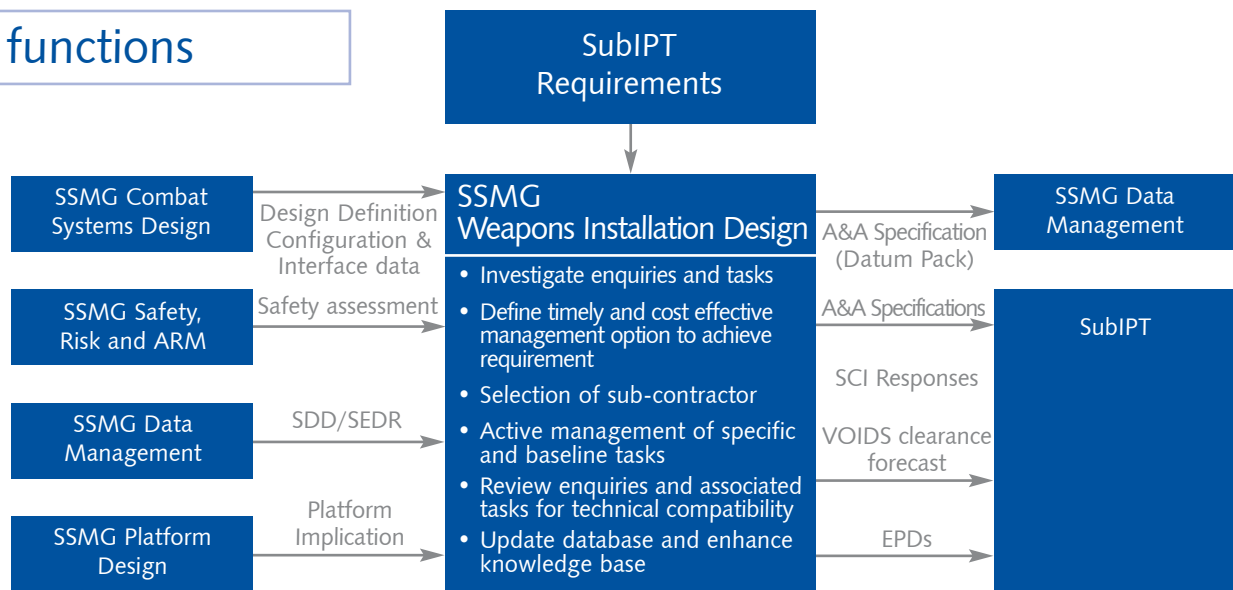 functions
SubIPT
Requirements
SSMG Combat
Systems Design
Design Definition
Configuration &
Interface data
SSMG Safety,
Risk and ARM
Safety assessment
SSMG Data
Management
SDD/SEDR
SSMG Platform
Design
Platform
Implication
SSMG
Weapons Installation Design
• Investigate enquiries and tasks
• Define timely and cost effective
management option to achieve
requirement
• Selection of sub-contractor
• Active management of specific
and baseline tasks
• Review enquiries and associated
tasks for technical compatibility
• Update database and enhance
knowledge base
A&A Specification
(Datum Pack)
SSMG Data
Management
A&A Specifications
SCI Responses
VOIDS clearance
forecast
EPDs
SubIPT